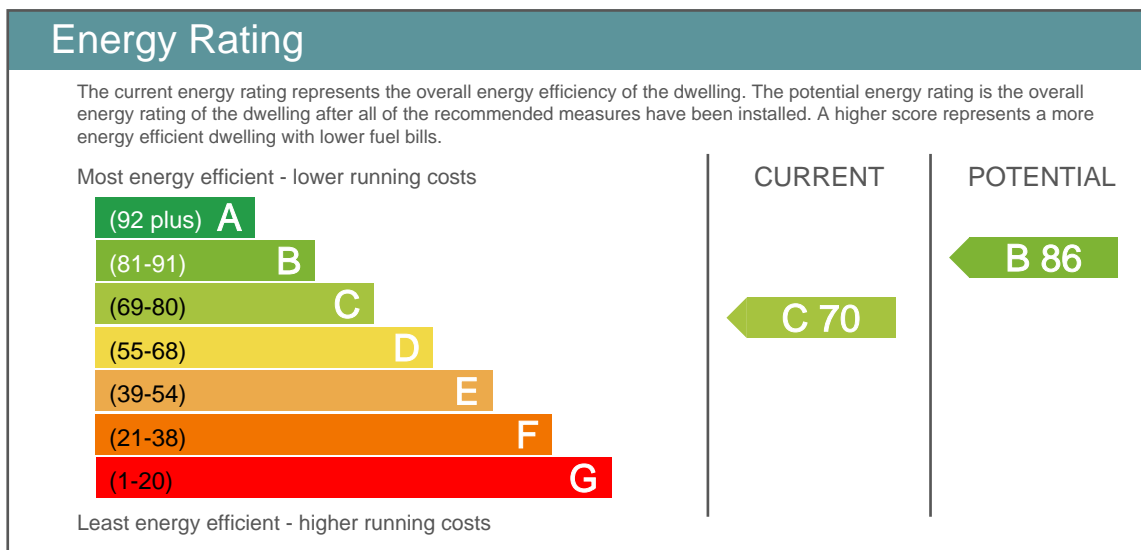 Energy Rating
The current energy rating represents the overall energy efficiency of the dwelling. The potential energy rating is the overall
energy rating of the dwelling after all of the recommended measures have been installed. A higher score represents a more
energy efficient dwelling with lower fuel bills.
Most energy efficient - lower running costs
CURRENT
POTENTIAL
(92 plus) A
(81-91) B
B 86
(69-80) C
C 70
(55-68) D
(39-54) E
(21-38) F
(1-20) G
Least energy efficient - higher running costs